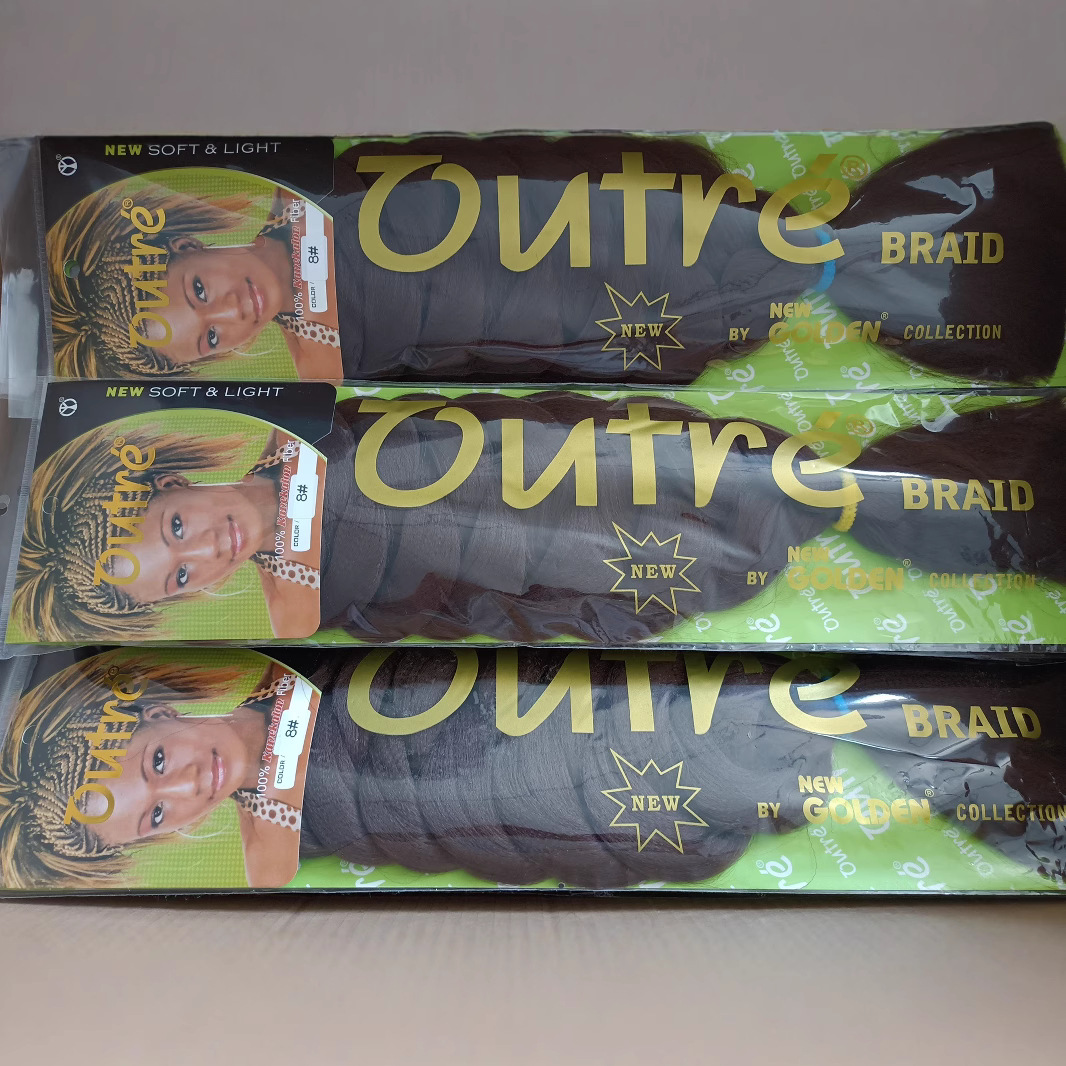 NEW SOFT & LIGHT
Outré®
100% Kanekalon Fiber
COLOR / 8#
Outré®
BRAID
NEW
BY NEW GOLDEN® COLLECTION
NEW SOFT & LIGHT
Outré®
100% Kanekalon Fiber
COLOR / 8#
Outré®
BRAID
NEW
BY NEW GOLDEN® COLLECTION
Outré®
100% Kanekalon Fiber
COLOR / 8#
Outré
BRAID
NEW
BY NEW GOLDEN® COLLECTION